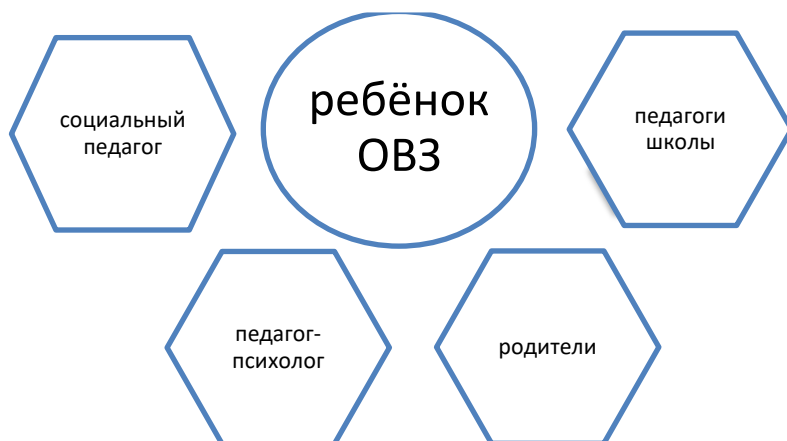 социальный
педагог
ребёнок
ОВЗ
педагоги
школы
педагог-
психолог
родители